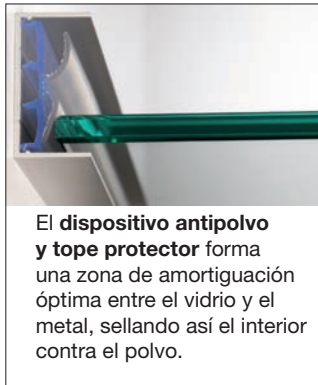 El dispositivo antipolvo
y tope protector forma
una zona de amortiguación
óptima entre el vidrio y el
metal, sellando así el interior
contra el polvo.